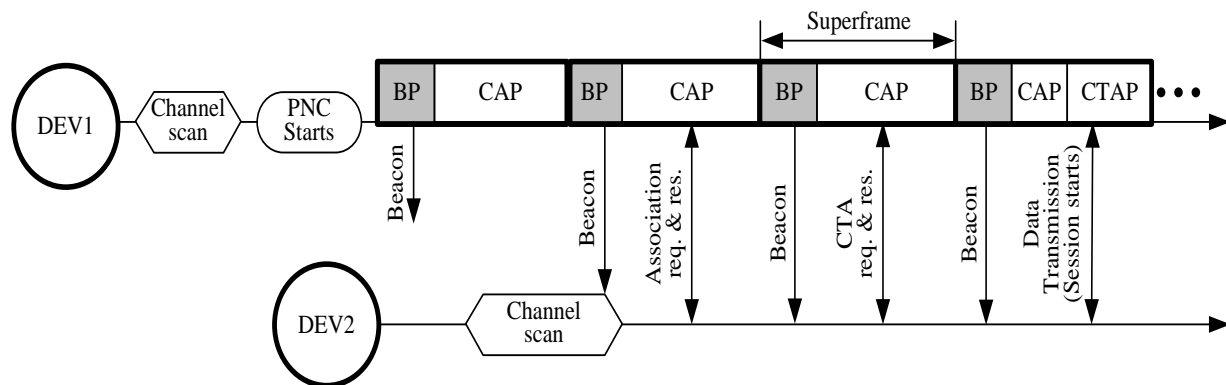 Superframe
BP
CAP
BP
CAP
BP
CAP
BP
CAP
CTAP
DEV1
Channel
scan
PNC
Starts
Beacon
Beacon
Association
req. & res.
Beacon
CTA
req. & res.
Beacon
Data
Transmission
(Session starts)
DEV2
Channel
scan